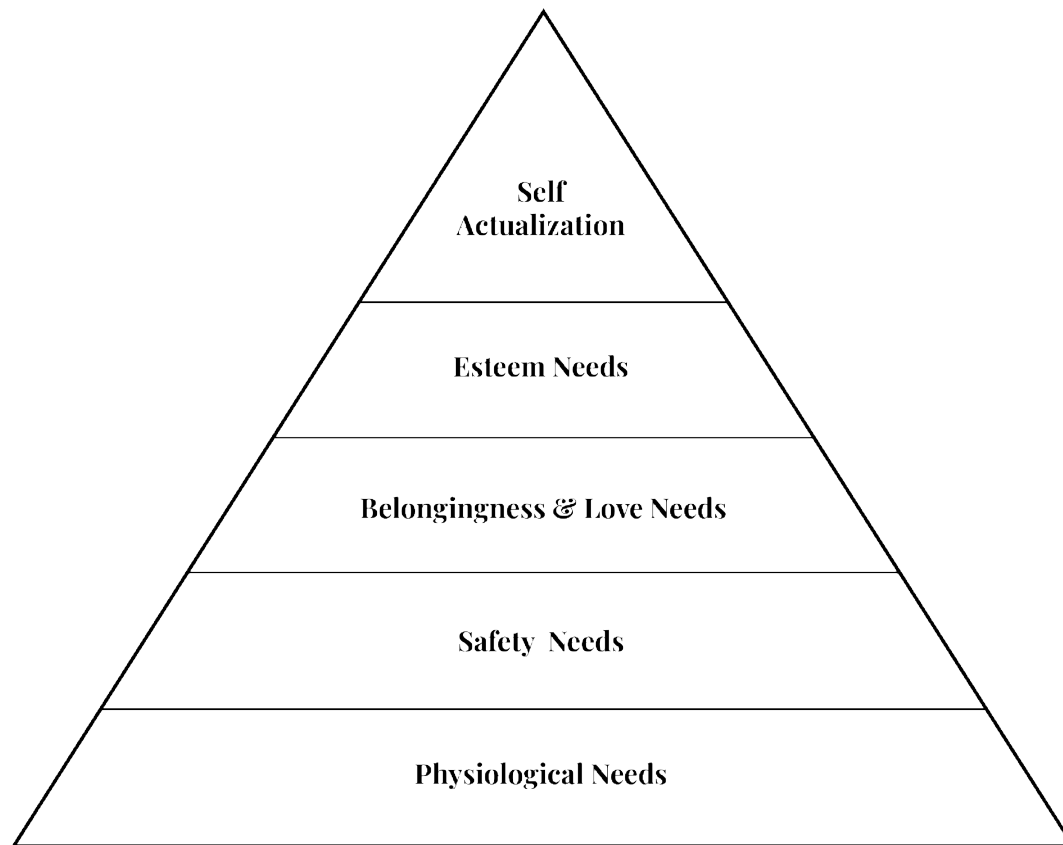 Self
Actualization
Esteem Needs
Belongingness & Love Needs
Safety Needs
Physiological Needs